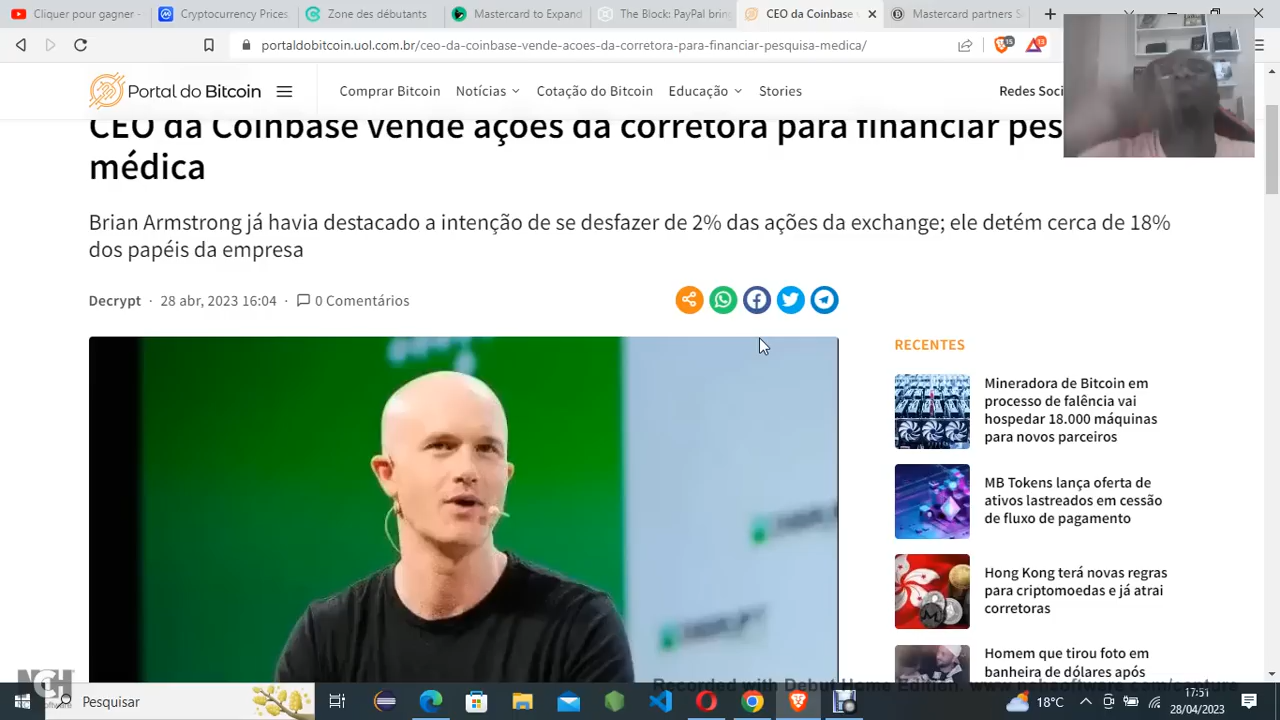 Cliquer pour gagner -
Cryptocurrency Prices,
Zone des débutants
Mastercard to Expand
The Block: PayPal brin
CEO da Coinbase v
Mastercard partners S
portaldobitcoin.uol.com.br/ceo-da-coinbase-vende-acoes-da-corretora-para-financiar-pesquisa-medica/
Portal do Bitcoin
Comprar Bitcoin
Notícias
Cotação do Bitcoin
Educação
Stories
Redes Soci
CEO da Coinbase vende ações da corretora para financiar pes
médica
Brian Armstrong já havia destacado a intenção de se desfazer de 2% das ações da exchange; ele detém cerca de 18%
dos papéis da empresa
Decrypt · 28 abr, 2023 16:04 · 0 Comentários
RECENTES
Mineradora de Bitcoin em
processo de falência vai
hospedar 18.000 máquinas
para novos parceiros
MB Tokens lança oferta de
ativos lastreados em cessão
de fluxo de pagamento
Hong Kong terá novas regras
para criptomoedas e já atrai
corretoras
Homem que tirou foto em
banheira de dólares após
NCH
Recorded with Debut Home Edition. www.nchsoftware.com/capture
Pesquisar
18°C
17:51
28/04/2023